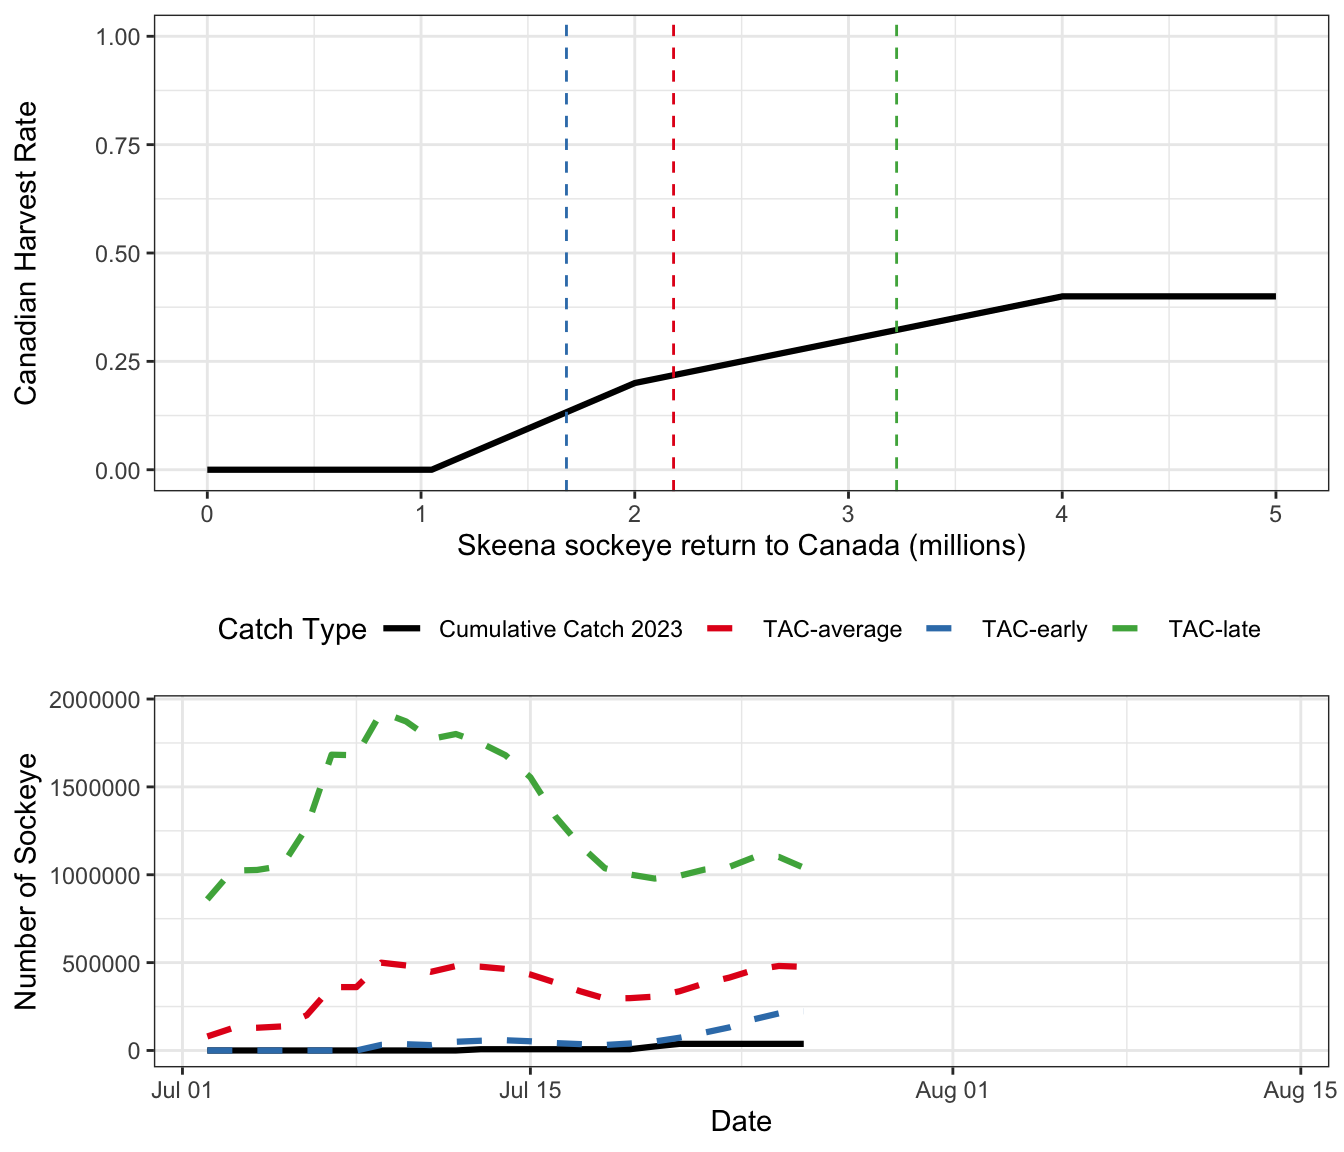 Canadian Harvest Rate
1.00
0.75
0.50
0.25
0.00
0 1 2 3 4 5
Skeena sockeye return to Canada (millions)
Catch Type Cumulative Catch 2023 TAC-average TAC-early TAC-late
Number of Sockeye
2000000
1500000
1000000
500000
0
Jul 01 Jul 15 Aug 01 Aug 15
Date